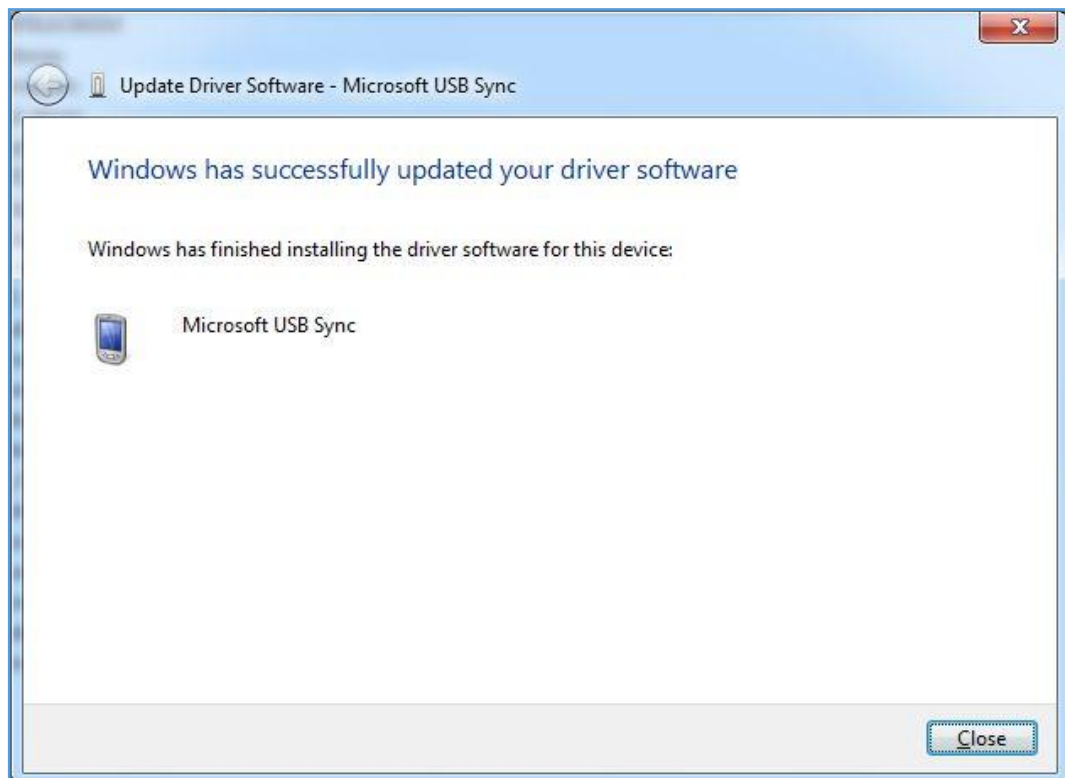 Update Driver Software - Microsoft USB Sync
Windows has successfully updated your driver software
Windows has finished installing the driver software for this device:
Microsoft USB Sync
Close